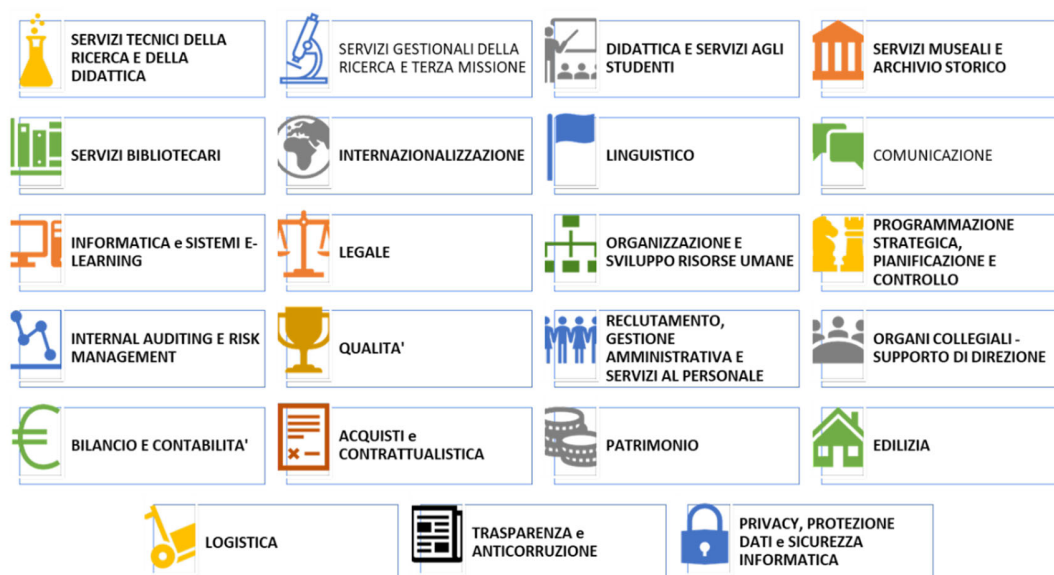 SERVIZI TECNICI DELLA
RICERCA E DELLA
DIDATTICA
SERVIZI GESTIONALI DELLA
RICERCA E TERZA MISSIONE
DIDATTICA E SERVIZI AGLI
STUDENTI
SERVIZI MUSEALI E
ARCHIVIO STORICO
SERVIZI BIBLIOTECARI
INTERNAZIONALIZZAZIONE
LINGUISTICO
COMUNICAZIONE
INFORMATICA e SISTEMI E-
LEARNING
LEGALE
ORGANIZZAZIONE E
SVILUPPO RISORSE UMANE
PROGRAMMAZIONE
STRATEGICA,
PIANIFICAZIONE E
CONTROLLO
INTERNAL AUDITING E RISK
MANAGEMENT
QUALITA'
RECLUTAMENTO,
GESTIONE
AMMINISTRATIVA E
SERVIZI AL PERSONALE
ORGANI COLLEGIALI -
SUPPORTO DI DIREZIONE
BILANCIO E CONTABILITA'
ACQUISTI e
CONTRATTUALISTICA
PATRIMONIO
EDILIZIA
LOGISTICA
TRASPARENZA e
ANTICORRUZIONE
PRIVACY, PROTEZIONE
DATI e SICUREZZA
INFORMATICA